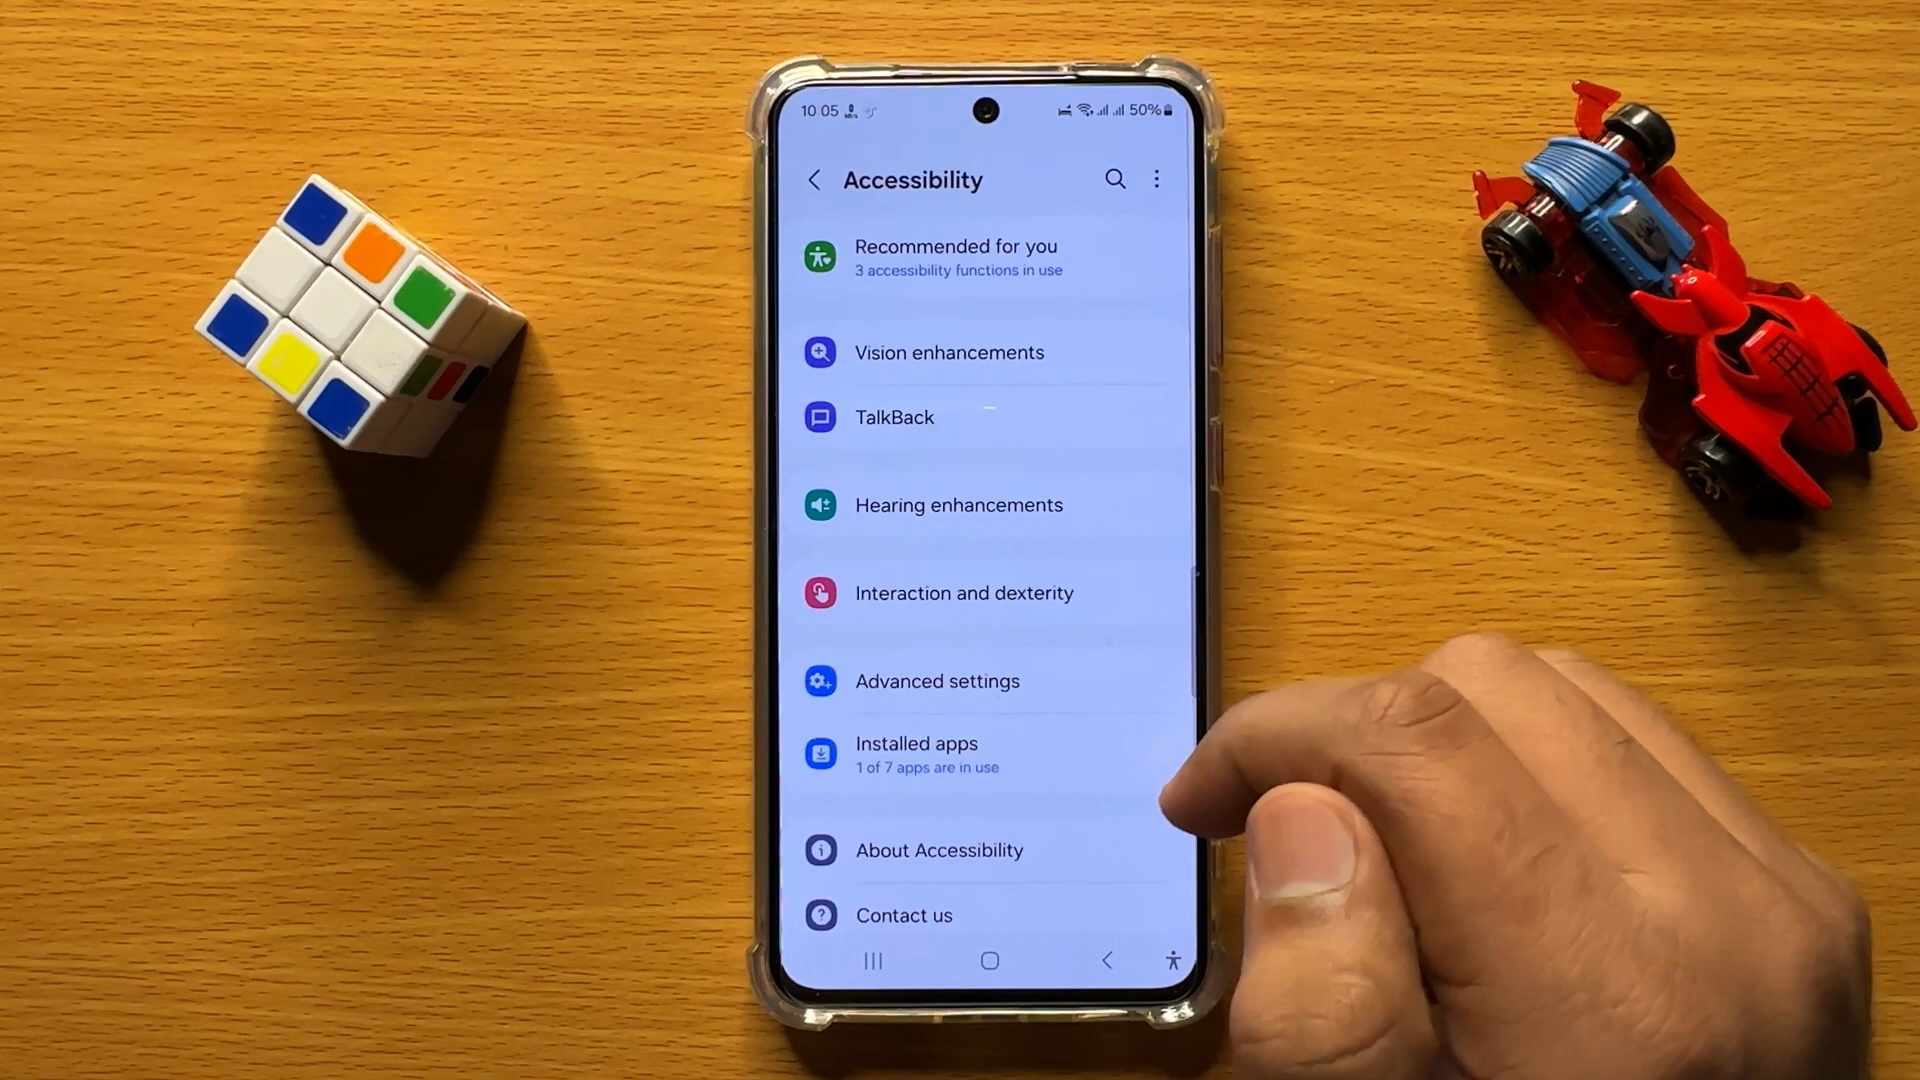 10:05
50%
Accessibility
Recommended for you
3 accessibility functions in use
Vision enhancements
TalkBack
Hearing enhancements
Interaction and dexterity
Advanced settings
Installed apps
1 of 7 apps are in use
About Accessibility
Contact us